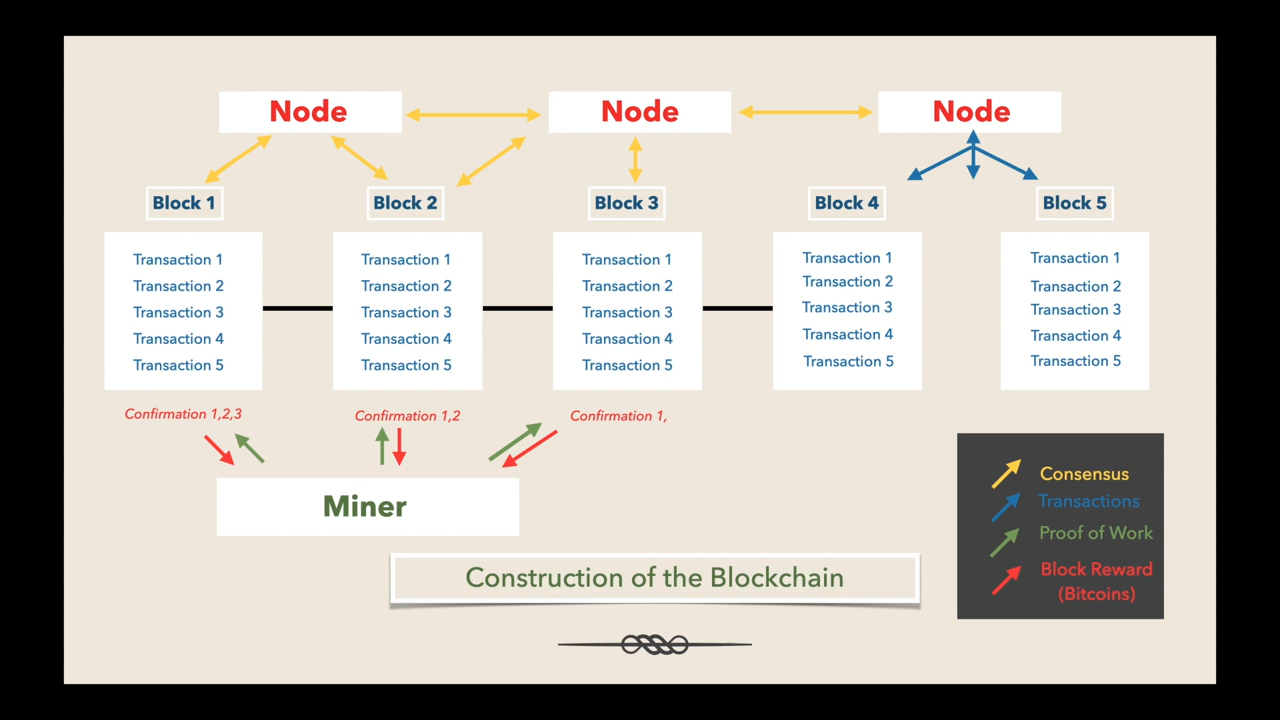 Node
Node
Node
Block 1
Block 2
Block 3
Block 4
Block 5
Transaction 1
Transaction 2
Transaction 3
Transaction 4
Transaction 5
Transaction 1
Transaction 2
Transaction 3
Transaction 4
Transaction 5
Transaction 1
Transaction 2
Transaction 3
Transaction 4
Transaction 5
Transaction 1
Transaction 2
Transaction 3
Transaction 4
Transaction 5
Transaction 1
Transaction 2
Transaction 3
Transaction 4
Transaction 5
Confirmation 1,2,3
Confirmation 1,2
Confirmation 1,
Miner
Consensus
Transactions
Proof of Work
Block Reward
(Bitcoins)
Construction of the Blockchain